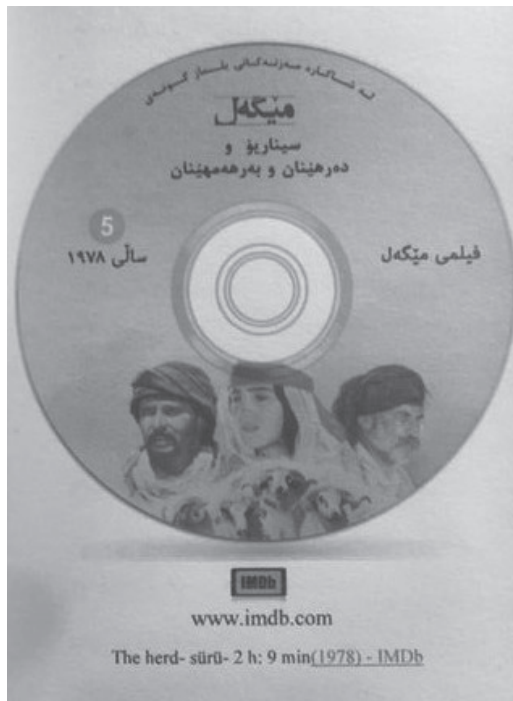 لە شاکارە سەرنەکانی یلماز گونەی
مێگەل
سیناریۆ و
دەرهێنان و بەرهەمهێنان
5
فیلمی مێگەل
ساڵی ١٩٧٨
IMDb
www.imdb.com
The herd- sürü- 2 h: 9 min(1978) - IMDb